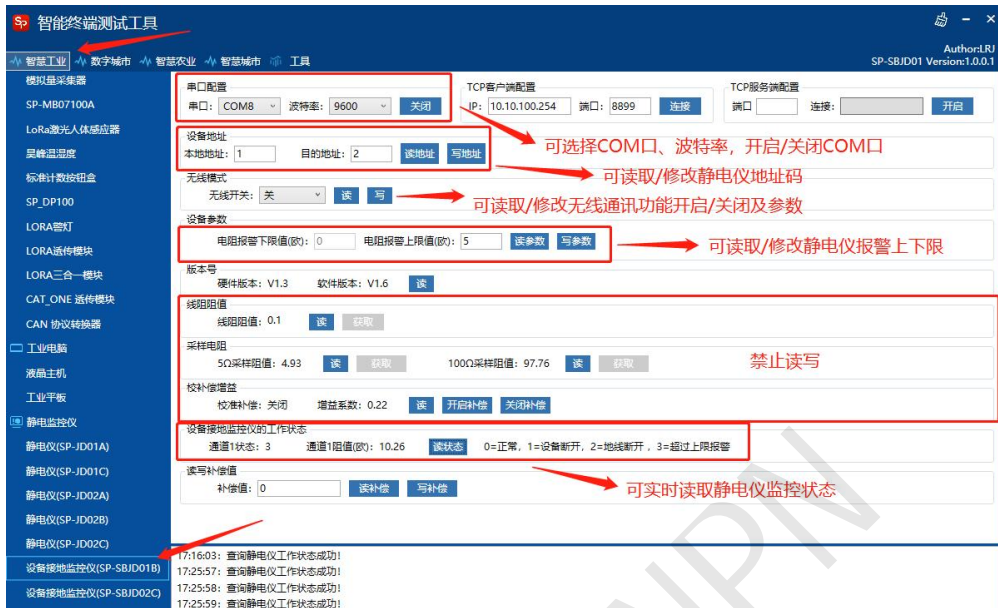 SP 智能终端测试工具
Author:LRJ
智慧工业 数字城市 智慧农业 智慧城市 工具 SP-SBJD01 Version:1.0.0.1
模拟量采集器
SP-MB07100A
LoRa激光人体感应器
昊峰温湿度
标准计数按钮盒
SP_DP100
LORA警灯
LORA透传模块
LORA三合一模块
CAT_ONE 透传模块
CAN 协议转换器
工业电脑
液晶主机
工业平板
静电监控仪
静电仪(SP-JD01A)
静电仪(SP-JD01C)
静电仪(SP-JD02A)
静电仪(SP-JD02B)
静电仪(SP-JD02C)
设备接地监控仪(SP-SBJD01B)
设备接地监控仪(SP-SBJD02C)
串口配置 TCP客户端配置 TCP服务端配置
串口: COM8 波特率: 9600 关闭 IP: 10.10.100.254 端口: 8899 连接 端口 连接: 开启
可选择COM口、波特率，开启/关闭COM口
设备地址
本地地址: 1 目的地址: 2 读地址 写地址
可读取/修改静电仪地址码
无线模式
无线开关: 关 读 写
可读取/修改无线通讯功能开启/关闭及参数
设备参数
电阻报警下限值(欧): 0 电阻报警上限值(欧): 5 读参数 写参数
可读取/修改静电仪报警上下限
版本号
硬件版本: V1.3 软件版本: V1.6 读
线阻阻值
线阻阻值: 0.1 读 获取
采样电阻
5Ω采样阻值: 4.93 读 获取 100Ω采样阻值: 97.76 读 获取
禁止读写
校补偿增益
校准补偿: 关闭 增益系数: 0.22 读 开启补偿 关闭补偿
设备接地监控仪的工作状态
通道1状态: 3 通道1阻值(欧): 10.26 读状态 0=正常，1=设备断开，2=地线断开，3=超过上限报警
读写补偿值
补偿值: 0 读补偿 写补偿
可实时读取静电仪监控状态
17:16:03: 查询静电仪工作状态成功!
17:25:57: 查询静电仪工作状态成功!
17:25:58: 查询静电仪工作状态成功!
17:25:59: 查询静电仪工作状态成功!